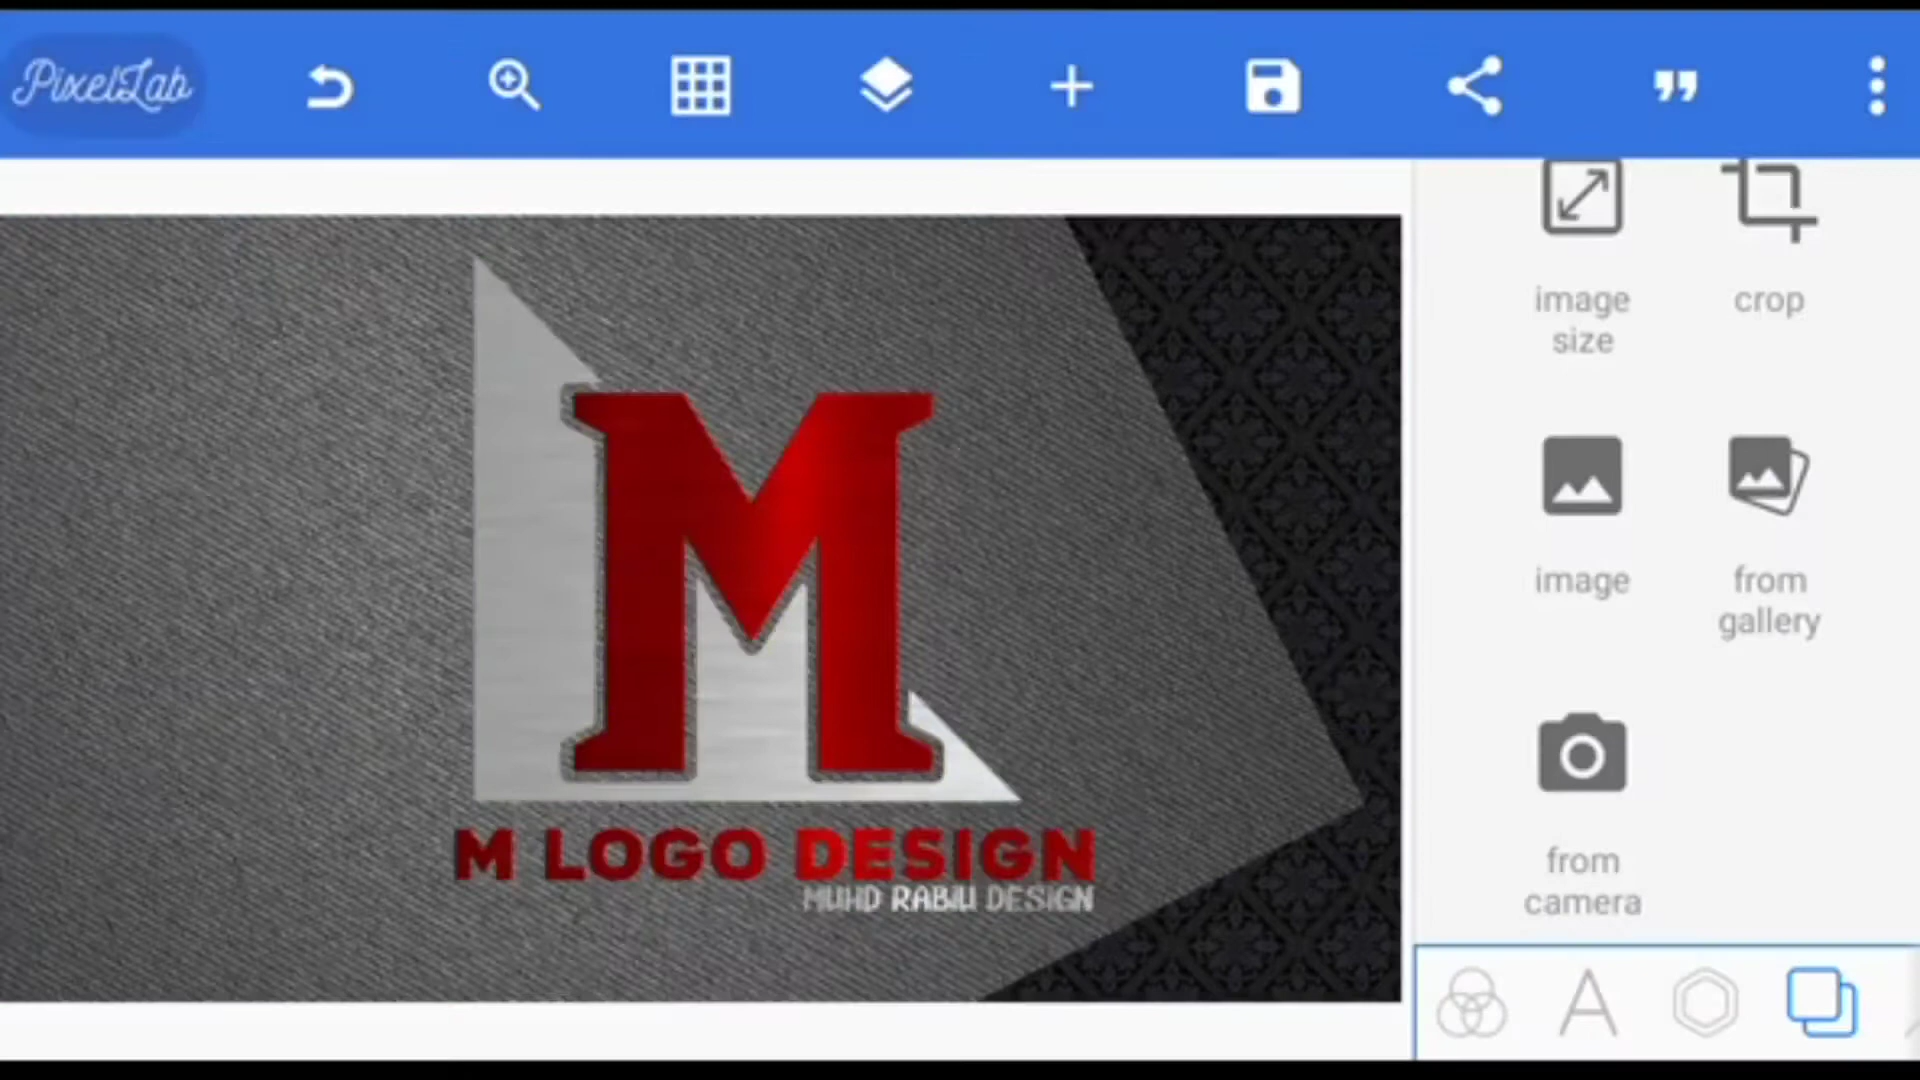 PixelLab
image
size
crop
image
from
gallery
from
camera
M
M LOGO DESIGN
MUHD RABIU DESIGN